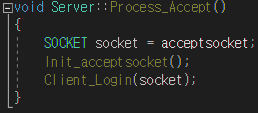 void Server::Process_Accept()
{
SOCKET socket = acceptsocket;
Init_acceptsocket();
Client_Login(socket);
}